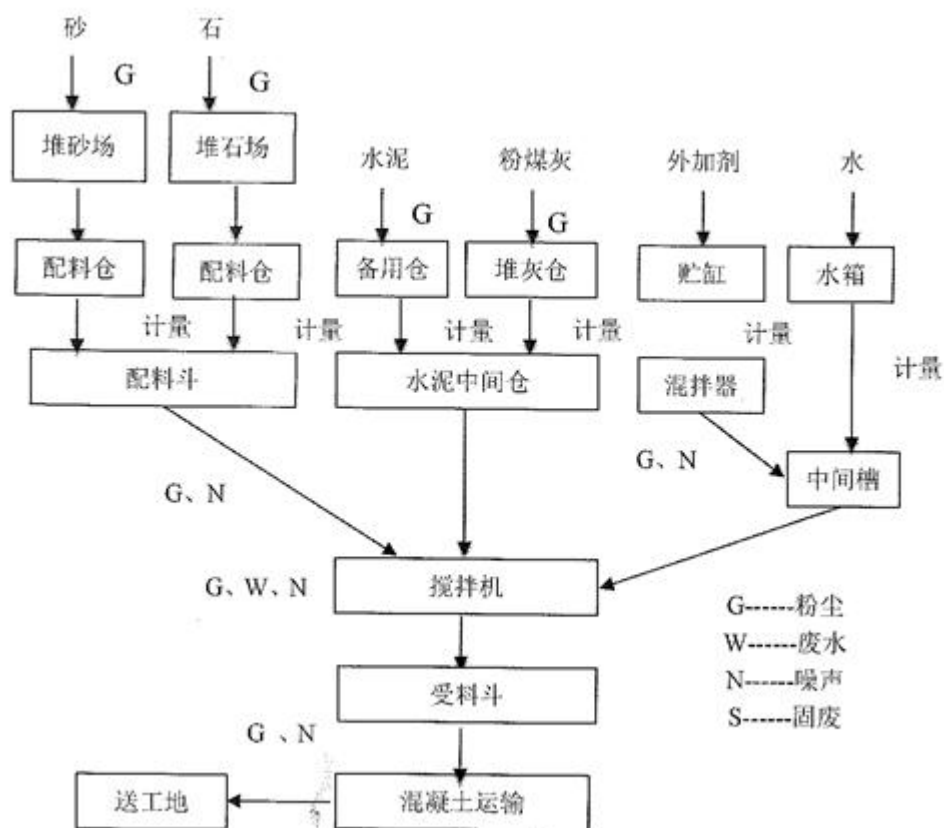 砂 石
G G
堆砂场 堆石场
水泥 粉煤灰 外加剂 水
G G
配料仓 配料仓 备用仓 堆灰仓 贮缸 水箱
计量 计量 计量 计量 计量
配料斗 水泥中间仓 混拌器 计量
G、N G、N 中间槽
G、W、N 搅拌机
G------粉尘
W------废水
受料斗 N------噪声
S------固废
G、N
送工地 混凝土运输